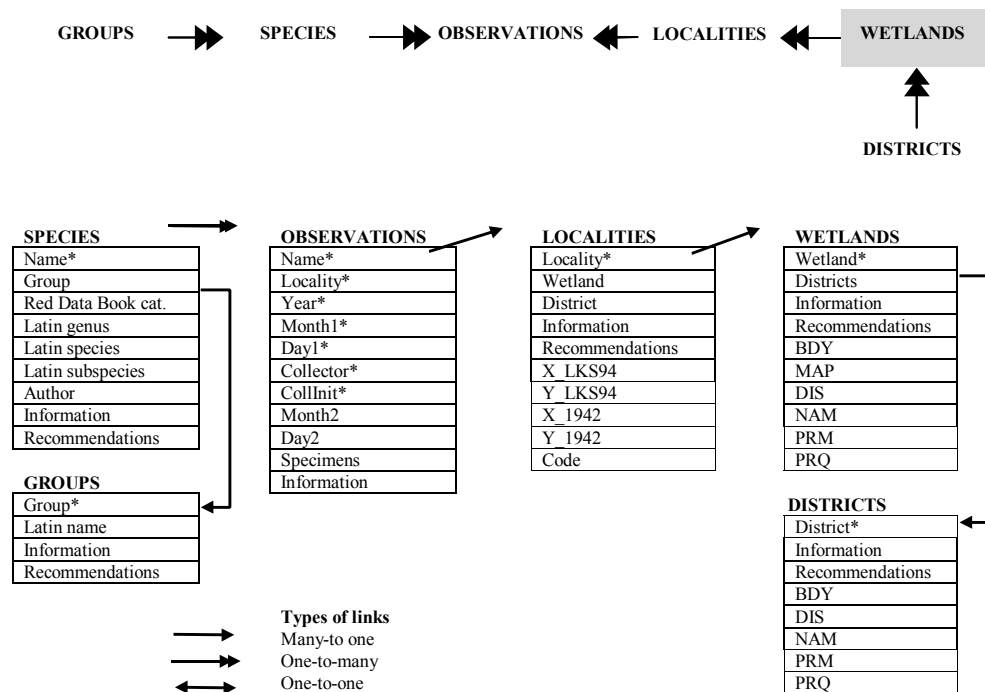 GROUPS SPECIES OBSERVATIONS LOCALITIES WETLANDS
DISTRICTS
SPECIES
Name*
Group
Red Data Book cat.
Latin genus
Latin species
Latin subspecies
Author
Information
Recommendations
GROUPS
Group*
Latin name
Information
Recommendations
OBSERVATIONS
Name*
Locality*
Year*
Month1*
Day1*
Collector*
CollInit*
Month2
Day2
Specimens
Information
LOCALITIES
Locality*
Wetland
District
Information
Recommendations
X_LKS94
Y_LKS94
X_1942
Y_1942
Code
WETLANDS
Wetland*
Districts
Information
Recommendations
BDY
MAP
DIS
NAM
PRM
PRQ
DISTRICTS
District*
Information
Recommendations
BDY
DIS
NAM
PRM
PRQ
Types of links
Many-to one
One-to-many
One-to-one